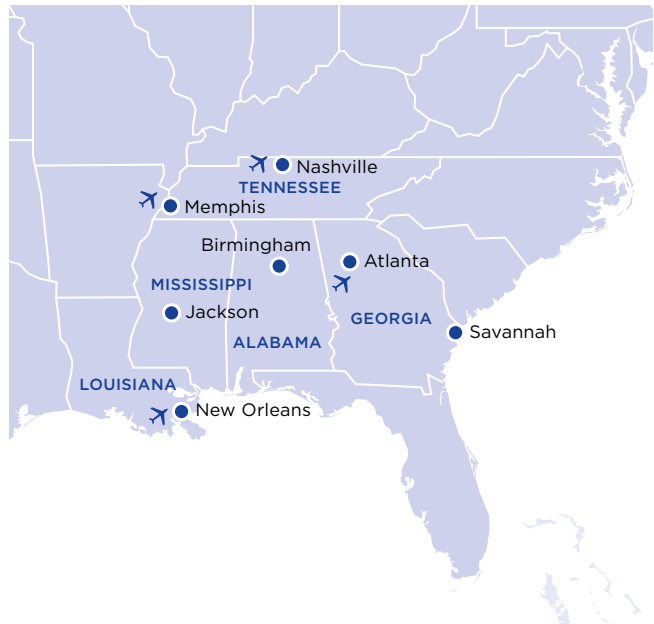 Nashville
TENNESSEE
Memphis
Birmingham
Atlanta
MISSISSIPPI
Jackson
GEORGIA
Savannah
ALABAMA
LOUISIANA
New Orleans